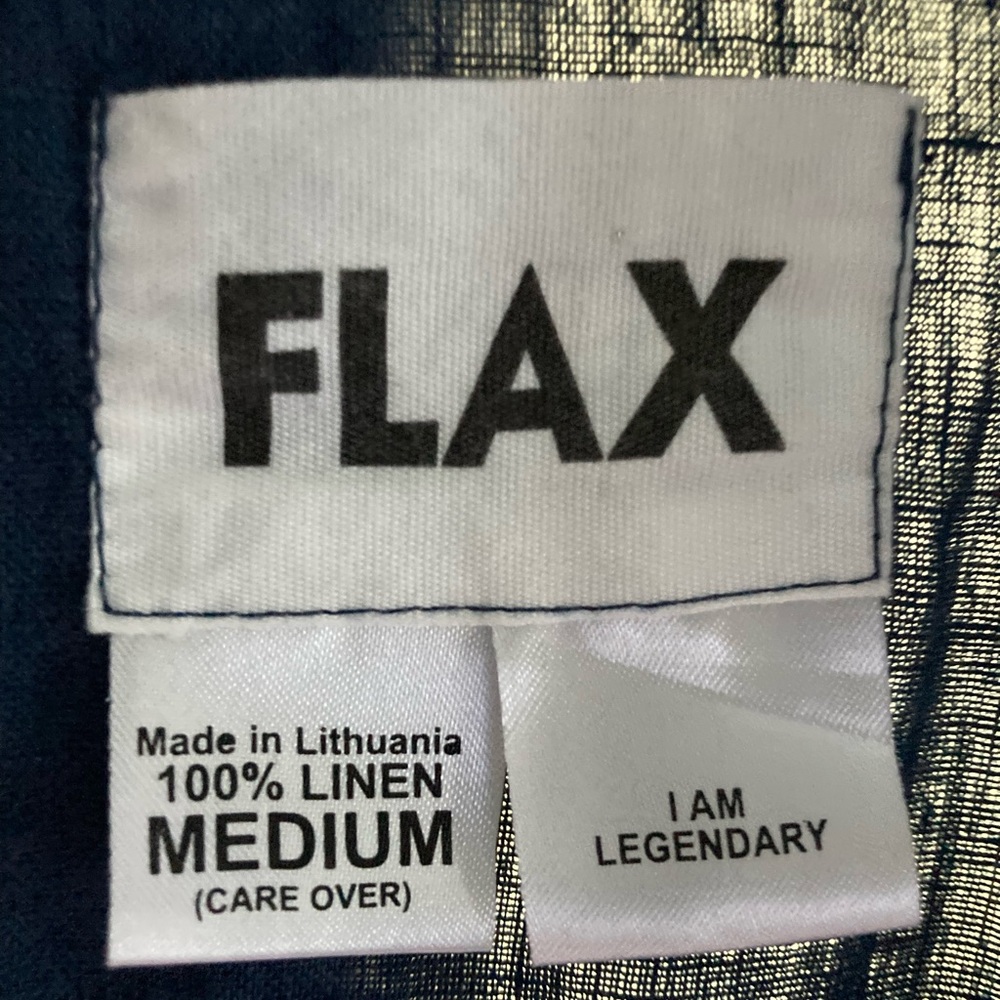 FLAX
Made in Lithuania
100% LINEN
MEDIUM
(CARE OVER)
I AM
LEGENDARY